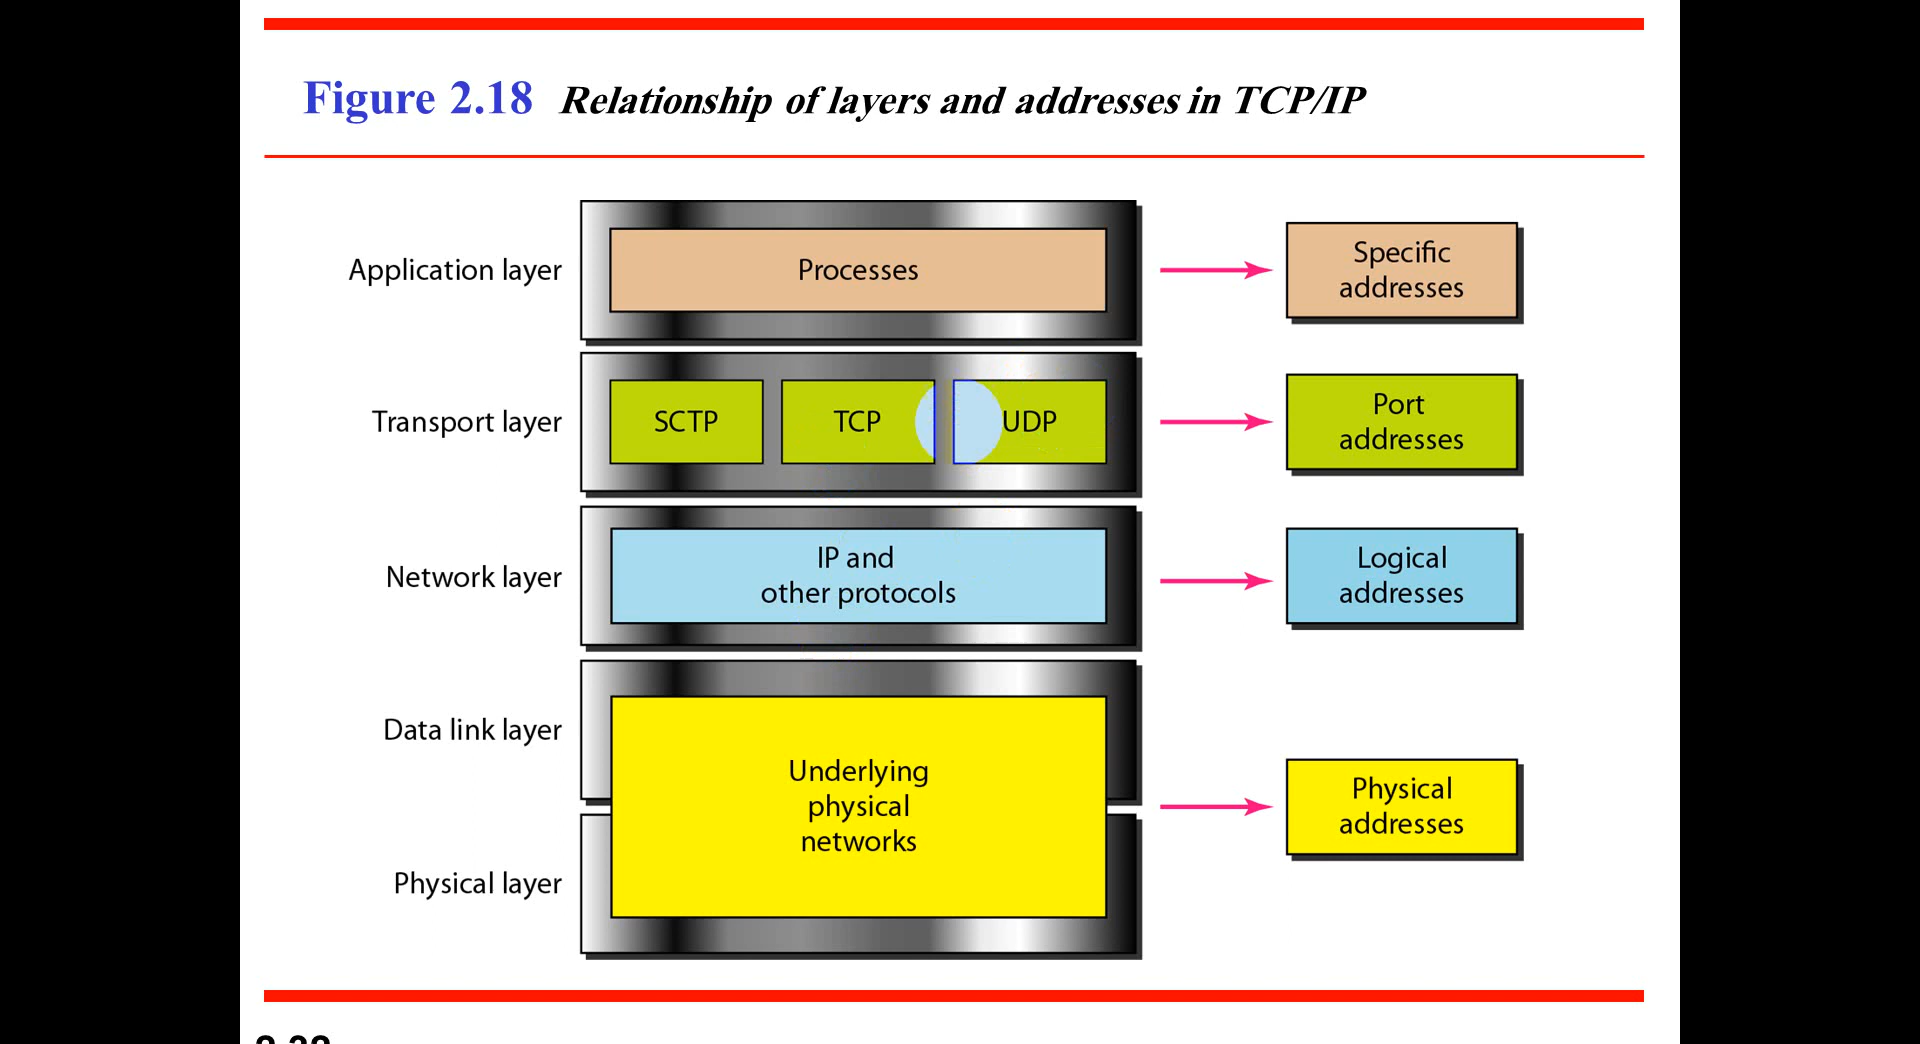 Figure 2.18 Relationship of layers and addresses in TCP/IP
Application layer
Processes
Specific
addresses
Transport layer
SCTP
TCP
UDP
Port
addresses
Network layer
IP and
other protocols
Logical
addresses
Data link layer
Underlying
physical
networks
Physical
addresses
Physical layer